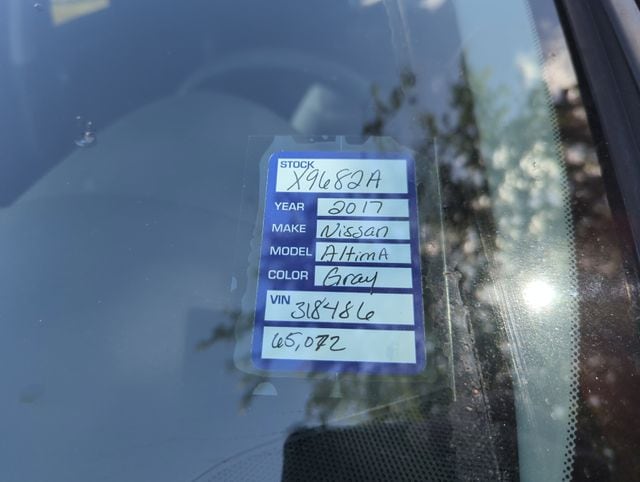 STOCK
X9682A
YEAR 2017
MAKE Nissan
MODEL AltimA
COLOR Gray
VIN
318486
65,072